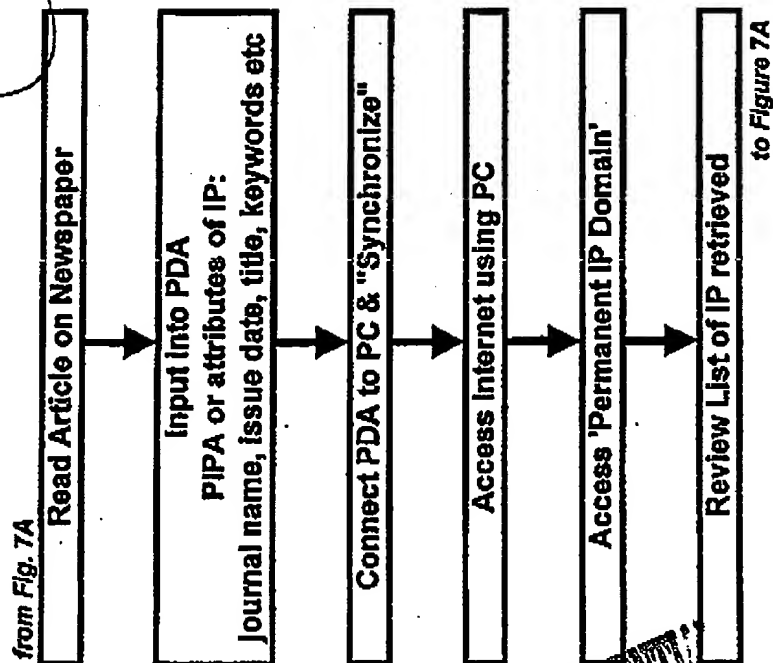 from Fig. 7A
Read Article on Newspaper
Input into PDA
PIPA or attributes of IP:
journal name, issue date, title, keywords etc
Connect PDA to PC & "Synchronize"
Access Internet using PC
Access 'Permanent IP Domain'
Review List of IP retrieved
to Figure 7A